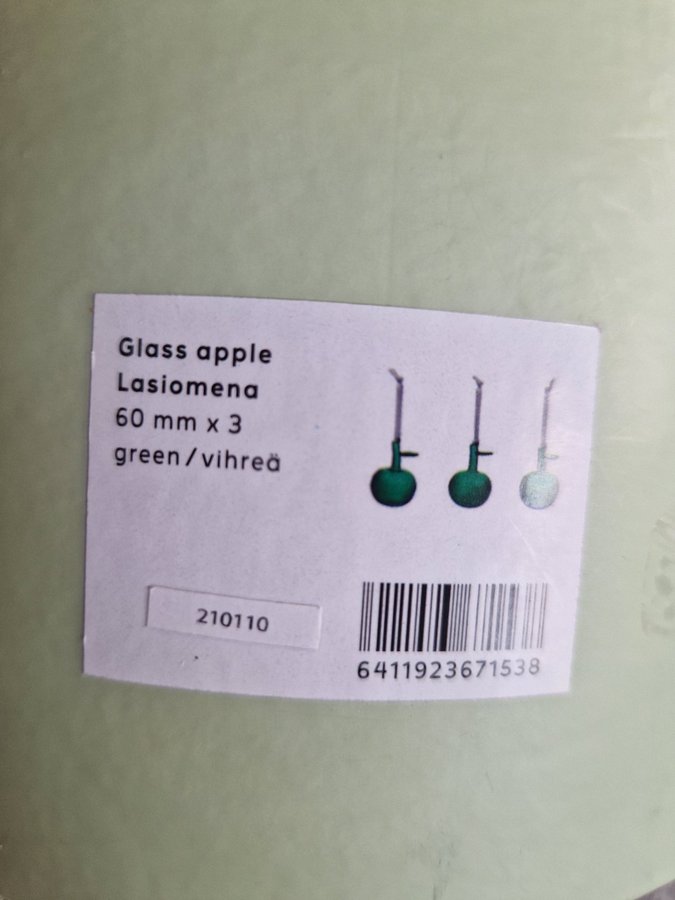 Glass apple
Lasiomena
60 mm x 3
green/vihreä
210110
6411923671538